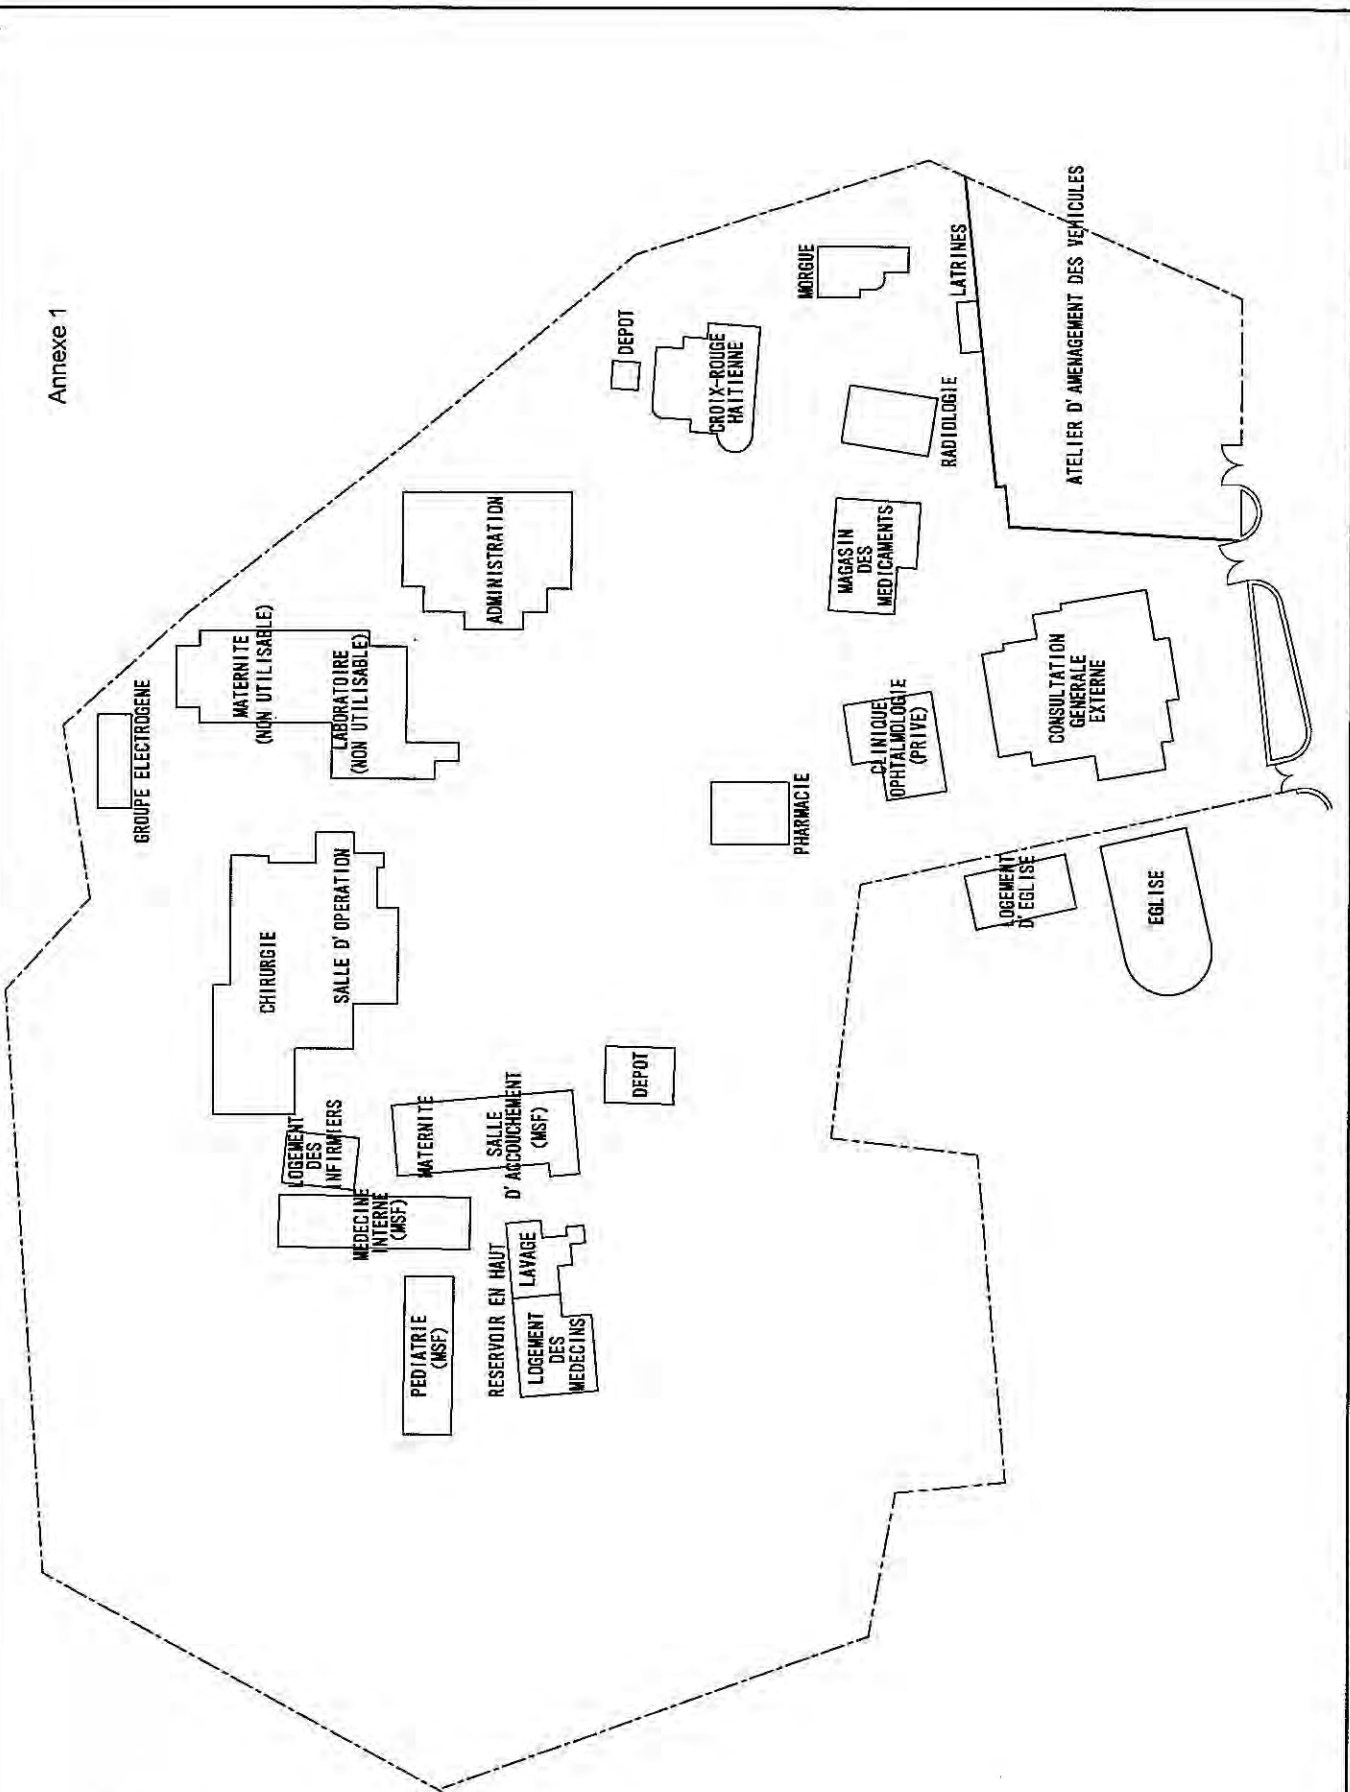 Annexe 1
GROUPE ELECTROGENE
MATERNITE
(NON UTILISABLE)
LABORATOIRE
(NON UTILISABLE)
ADMINISTRATION
DEPOT
CROIX-ROUGE
HAITIENNE
MORGUE
LATRINES
RADIOLOGIE
ATELIER D'AMENAGEMENT DES VEHICULES
MAGASIN
DES
MEDICAMENTS
CHIRURGIE
SALLE D'OPERATION
PHARMACIE
CLINIQUE
OPHTALMOLOGIE
(PRIVE)
CONSULTATION
GENERALE
EXTERNE
LOGEMENT
D'EGLISE
EGLISE
LOGEMENT
DES
INFIRMIERS
MEDECINE
INTERNE
(MSF)
MATERNITE
SALLE
D'ACCOUCHEMENT
(MSF)
DEPOT
PEDIATRIE
(MSF)
RESERVOIR EN HAUT
LAVAGE
LOGEMENT
DES
MEDECINS